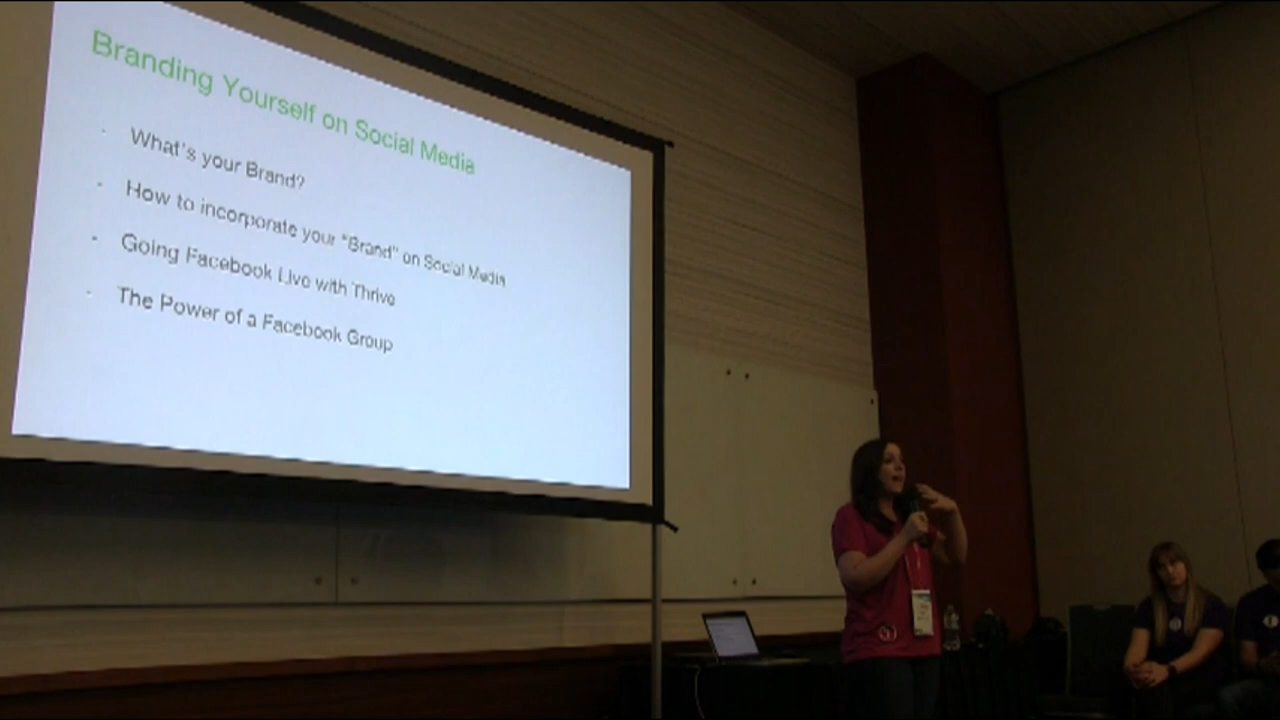 Branding Yourself on Social Media
- What's your Brand?
- How to incorporate your "Brand" on Social Media
- Going Facebook Live with Thrive
- The Power of a Facebook Group